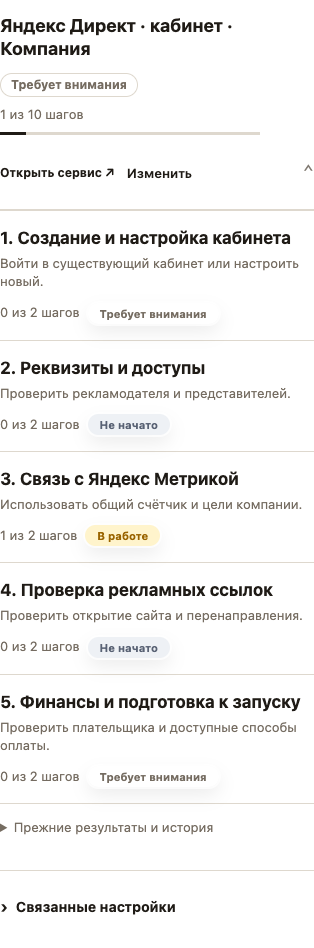 Яндекс Директ · кабинет ·
Компания
Требует внимания
1 из 10 шагов
Открыть сервис ↗ Изменить
1. Создание и настройка кабинета
Войти в существующий кабинет или настроить
новый.
0 из 2 шагов Требует внимания
2. Реквизиты и доступы
Проверить рекламодателя и представителей.
0 из 2 шагов Не начато
3. Связь с Яндекс Метрикой
Использовать общий счётчик и цели компании.
1 из 2 шагов В работе
4. Проверка рекламных ссылок
Проверить открытие сайта и перенаправления.
0 из 2 шагов Не начато
5. Финансы и подготовка к запуску
Проверить плательщика и доступные способы
оплаты.
0 из 2 шагов Требует внимания
Прежние результаты и история
Связанные настройки